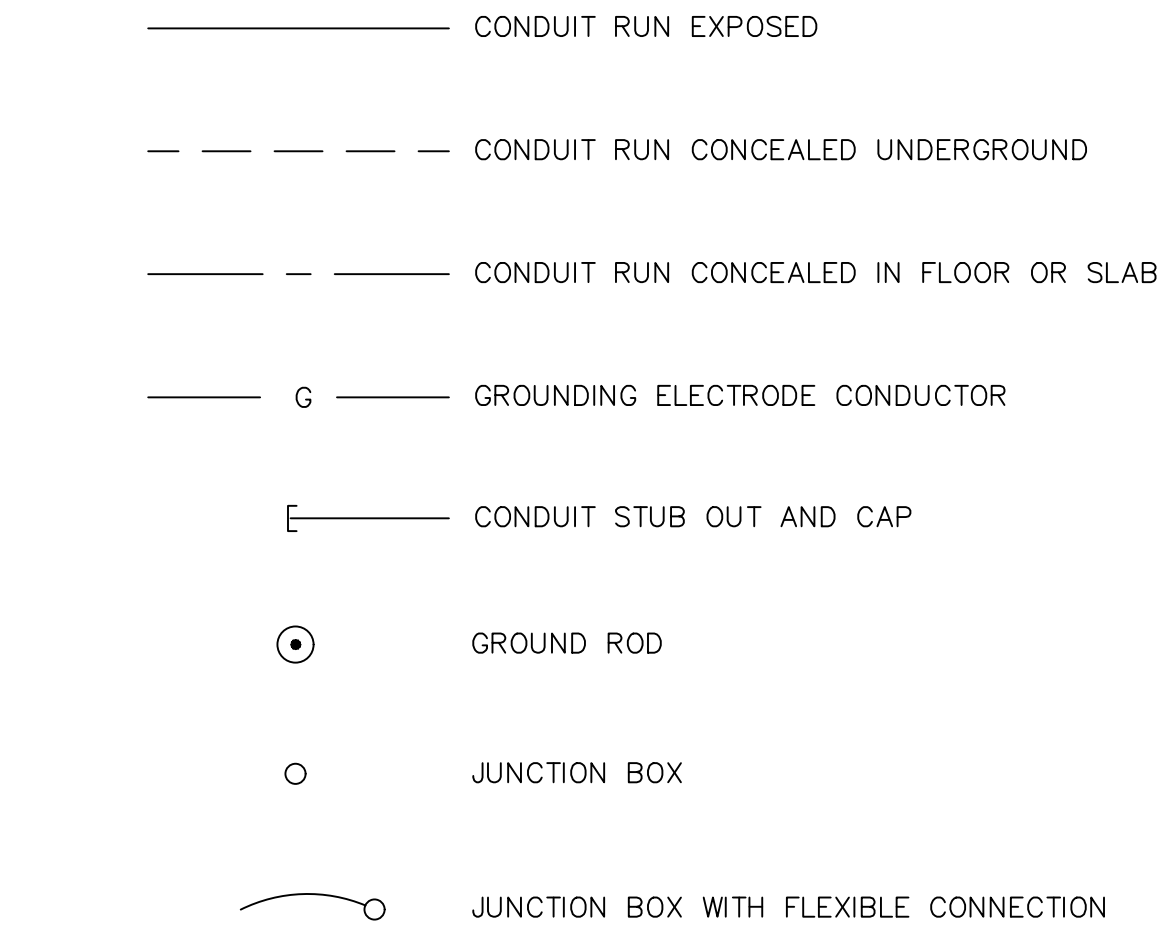 CONDUIT RUN EXPOSED
CONDUIT RUN CONCEALED UNDERGROUND
CONDUIT RUN CONCEALED IN FLOOR OR SLAB
G GROUNDING ELECTRODE CONDUCTOR
CONDUIT STUB OUT AND CAP
GROUND ROD
JUNCTION BOX
JUNCTION BOX WITH FLEXIBLE CONNECTION